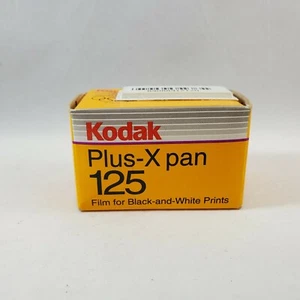 Kodak
Plus-X pan
125
Film for Black-and-White Prints